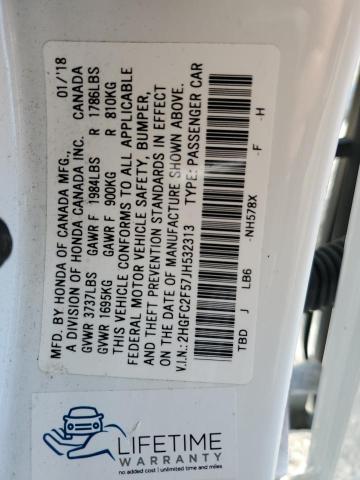 MFD. BY HONDA OF CANADA MFG., 01/'18
A DIVISION OF HONDA CANADA INC. CANADA
GVWR 3737LBS GAWR F 1984LBS R 1786LBS
GVWR 1695KG GAWR F 900KG R 810KG
THIS VEHICLE CONFORMS TO ALL APPLICABLE
FEDERAL MOTOR VEHICLE SAFETY, BUMPER,
AND THEFT PREVENTION STANDARDS IN EFFECT
ON THE DATE OF MANUFACTURE SHOWN ABOVE.
V.I.N.: 2HGFC2F57JH532313 TYPE: PASSENGER CAR
TBD J LB6 -NH578X -F -H
LIFETIME
WARRANTY
no added cost | unlimited time and miles